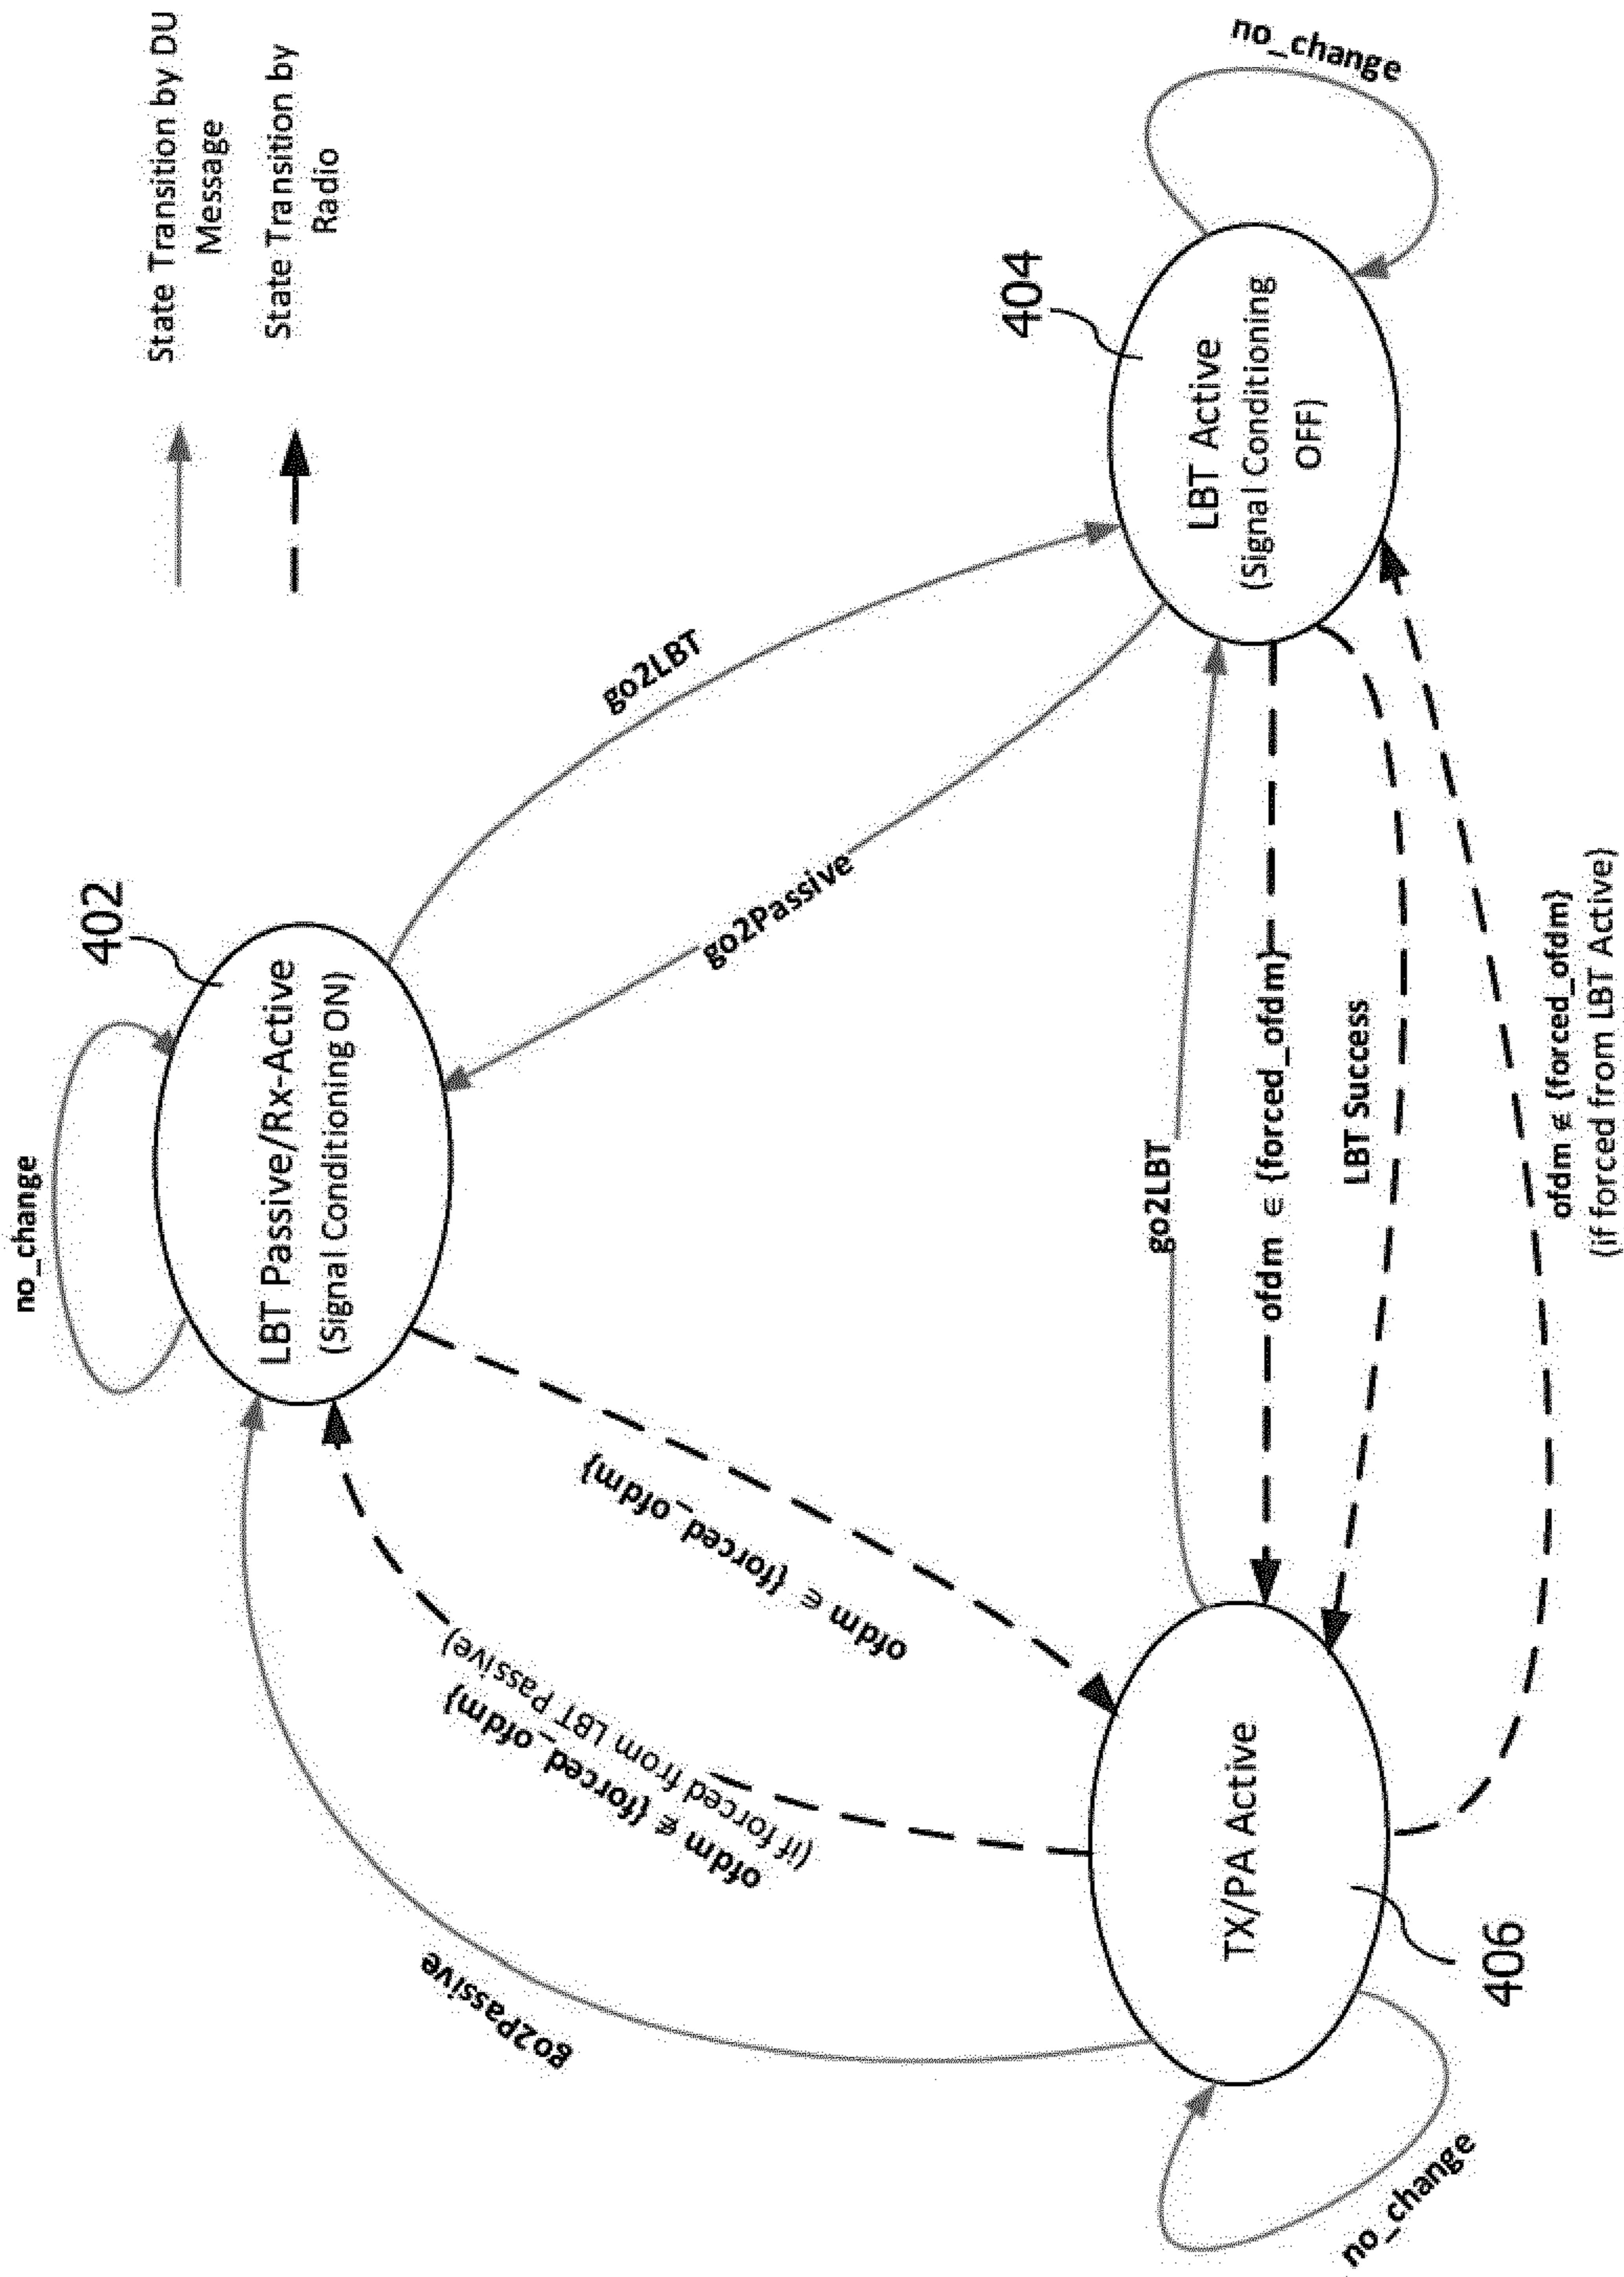 State Transition by DU
Message
State Transition by
Radio
no_change
402
LBT Passive/Rx-Active
(Signal Conditioning ON)
go2Passive
ofdm ∉ {forced_ofdm}
(if forced from LBT Passive)
ofdm ∈ {forced_ofdm}
go2LBT
go2Passive
404
LBT Active
(Signal Conditioning
OFF)
no_change
go2LBT
ofdm ∈ {forced_ofdm}
LBT Success
TX/PA Active
406
no_change
ofdm ∉ {forced_ofdm}
(if forced from LBT Active)